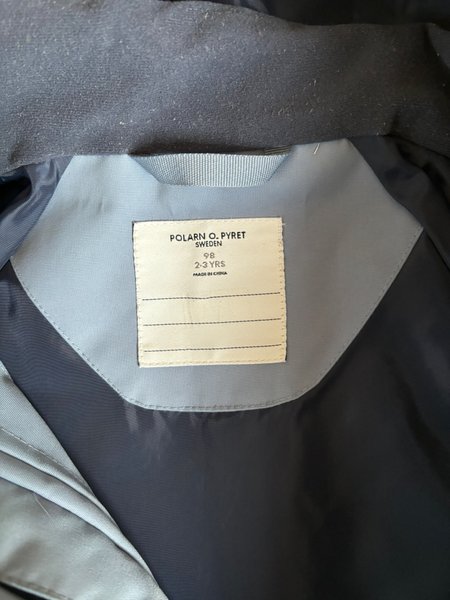 POLARN O. PYRET
SWEDEN
98
2-3 YRS
MADE IN CHINA